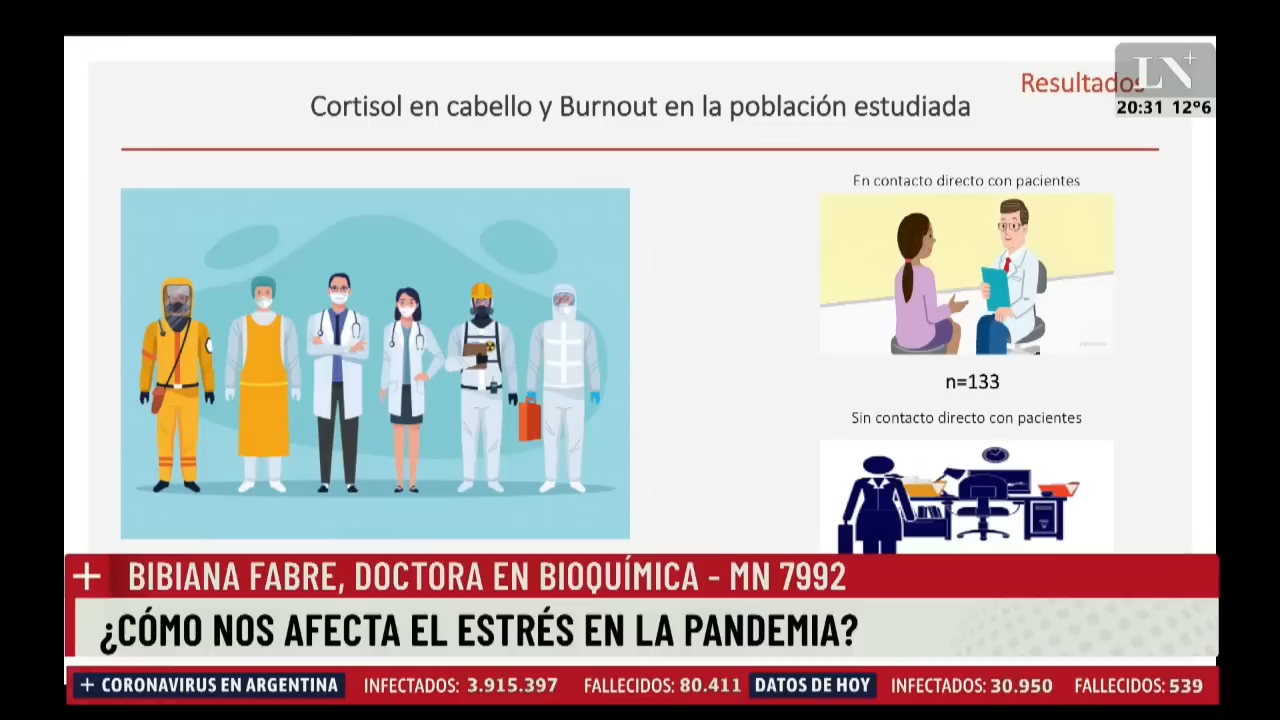 Resultados
LN+
20:31 12°6
Cortisol en cabello y Burnout en la población estudiada
En contacto directo con pacientes
n=133
Sin contacto directo con pacientes
+ BIBIANA FABRE, DOCTORA EN BIOQUÍMICA - MN 7992
¿CÓMO NOS AFECTA EL ESTRÉS EN LA PANDEMIA?
+ CORONAVIRUS EN ARGENTINA INFECTADOS: 3.915.397 FALLECIDOS: 80.411 DATOS DE HOY INFECTADOS: 30.950 FALLECIDOS: 539